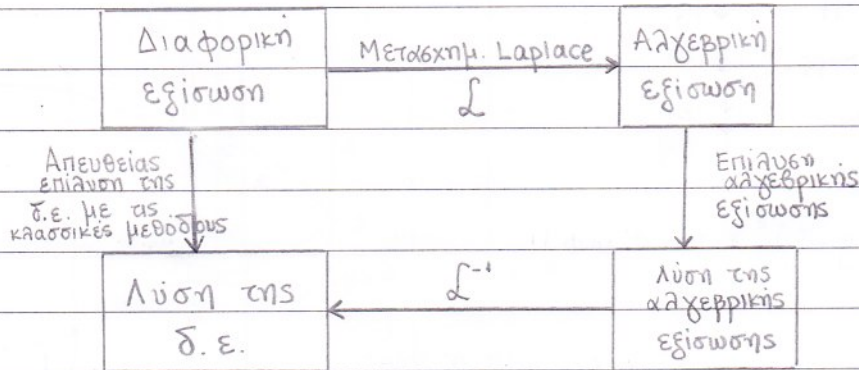 Διαφορική
εξίσωση
Μετασχημ. Laplace
ℒ
Αλγεβρική
εξίσωση
Απευθείας
επίλυση της
δ.ε. με τις
κλασσικές μεθόδους
Επίλυση
αλγεβρικής
εξίσωσης
Λύση της
δ. ε.
ℒ⁻¹
Λύση της
αλγεβρικής
εξίσωσης